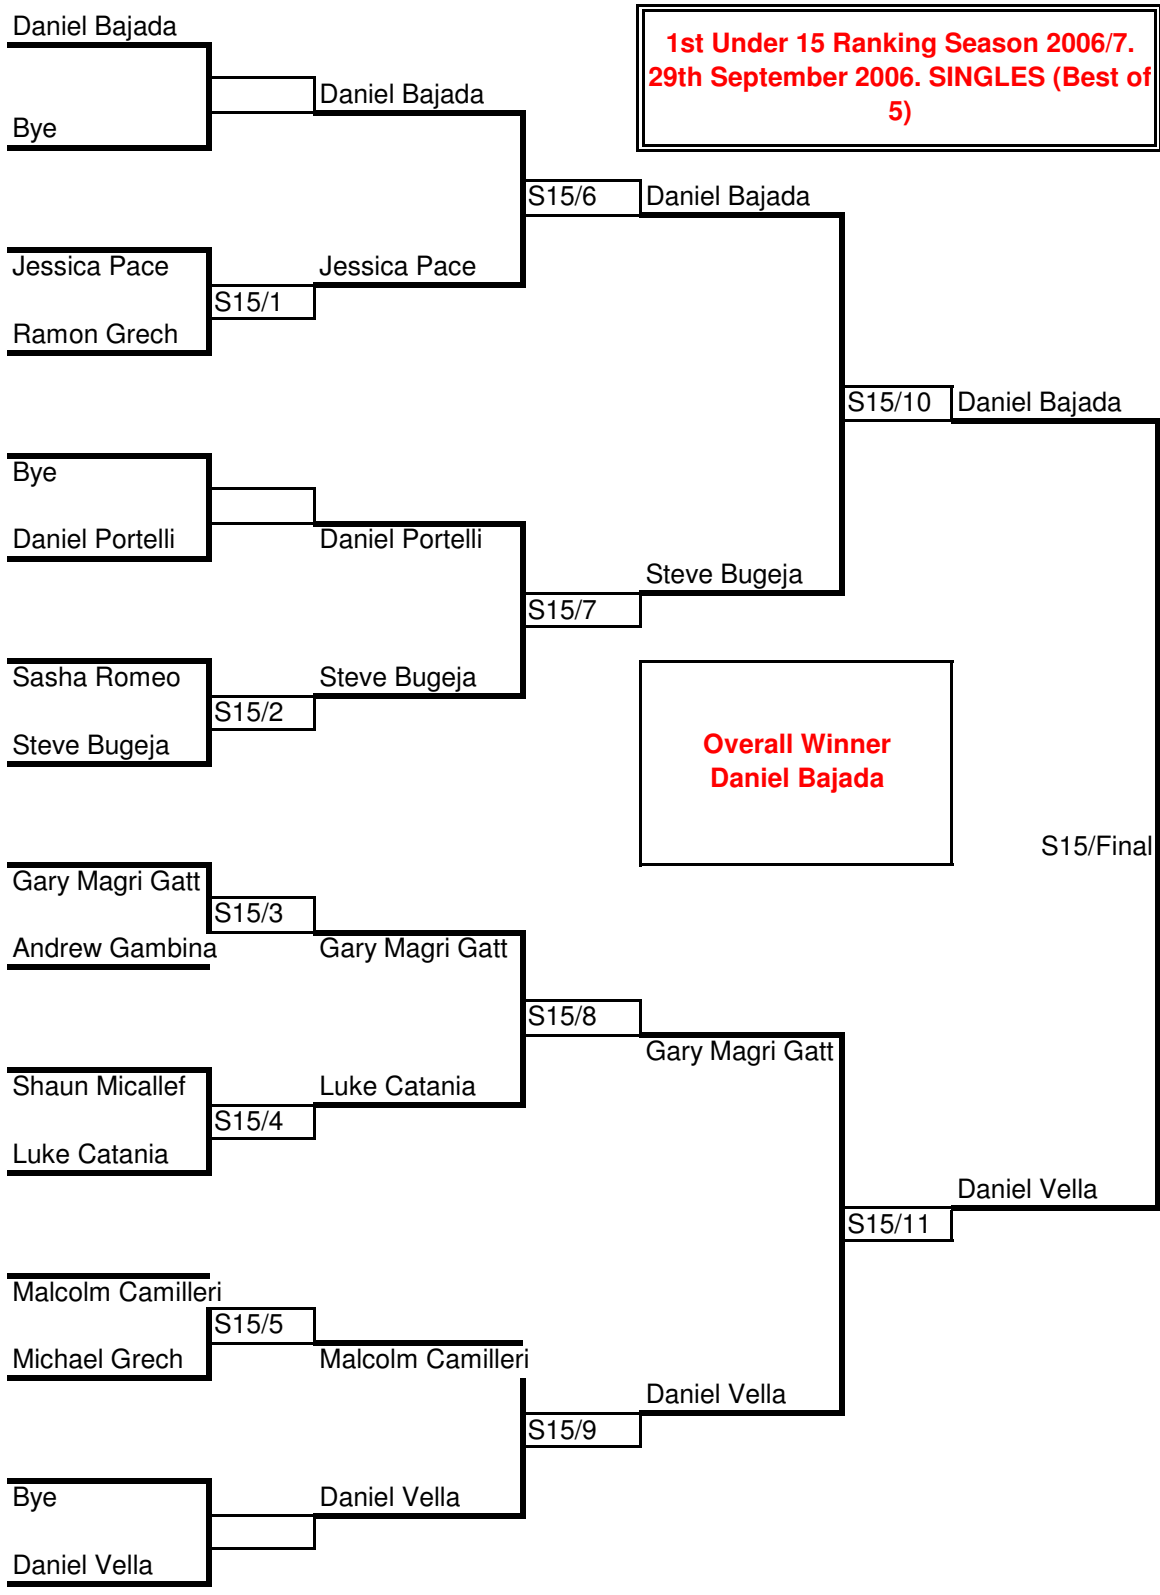 Daniel Bajada
1st Under 15 Ranking Season 2006/7.
29th September 2006. SINGLES (Best of
5)
Daniel Bajada
Bye
S15/6
Daniel Bajada
Jessica Pace
Jessica Pace
S15/1
Ramon Grech
S15/10
Daniel Bajada
Bye
Daniel Portelli
Daniel Portelli
Steve Bugeja
S15/7
Sasha Romeo
Steve Bugeja
S15/2
Steve Bugeja
Overall Winner
Daniel Bajada
S15/Final
Gary Magri Gatt
S15/3
Andrew Gambina
Gary Magri Gatt
S15/8
Gary Magri Gatt
Shaun Micallef
Luke Catania
S15/4
Luke Catania
Daniel Vella
S15/11
Malcolm Camilleri
S15/5
Michael Grech
Malcolm Camilleri
Daniel Vella
S15/9
Bye
Daniel Vella
Daniel Vella